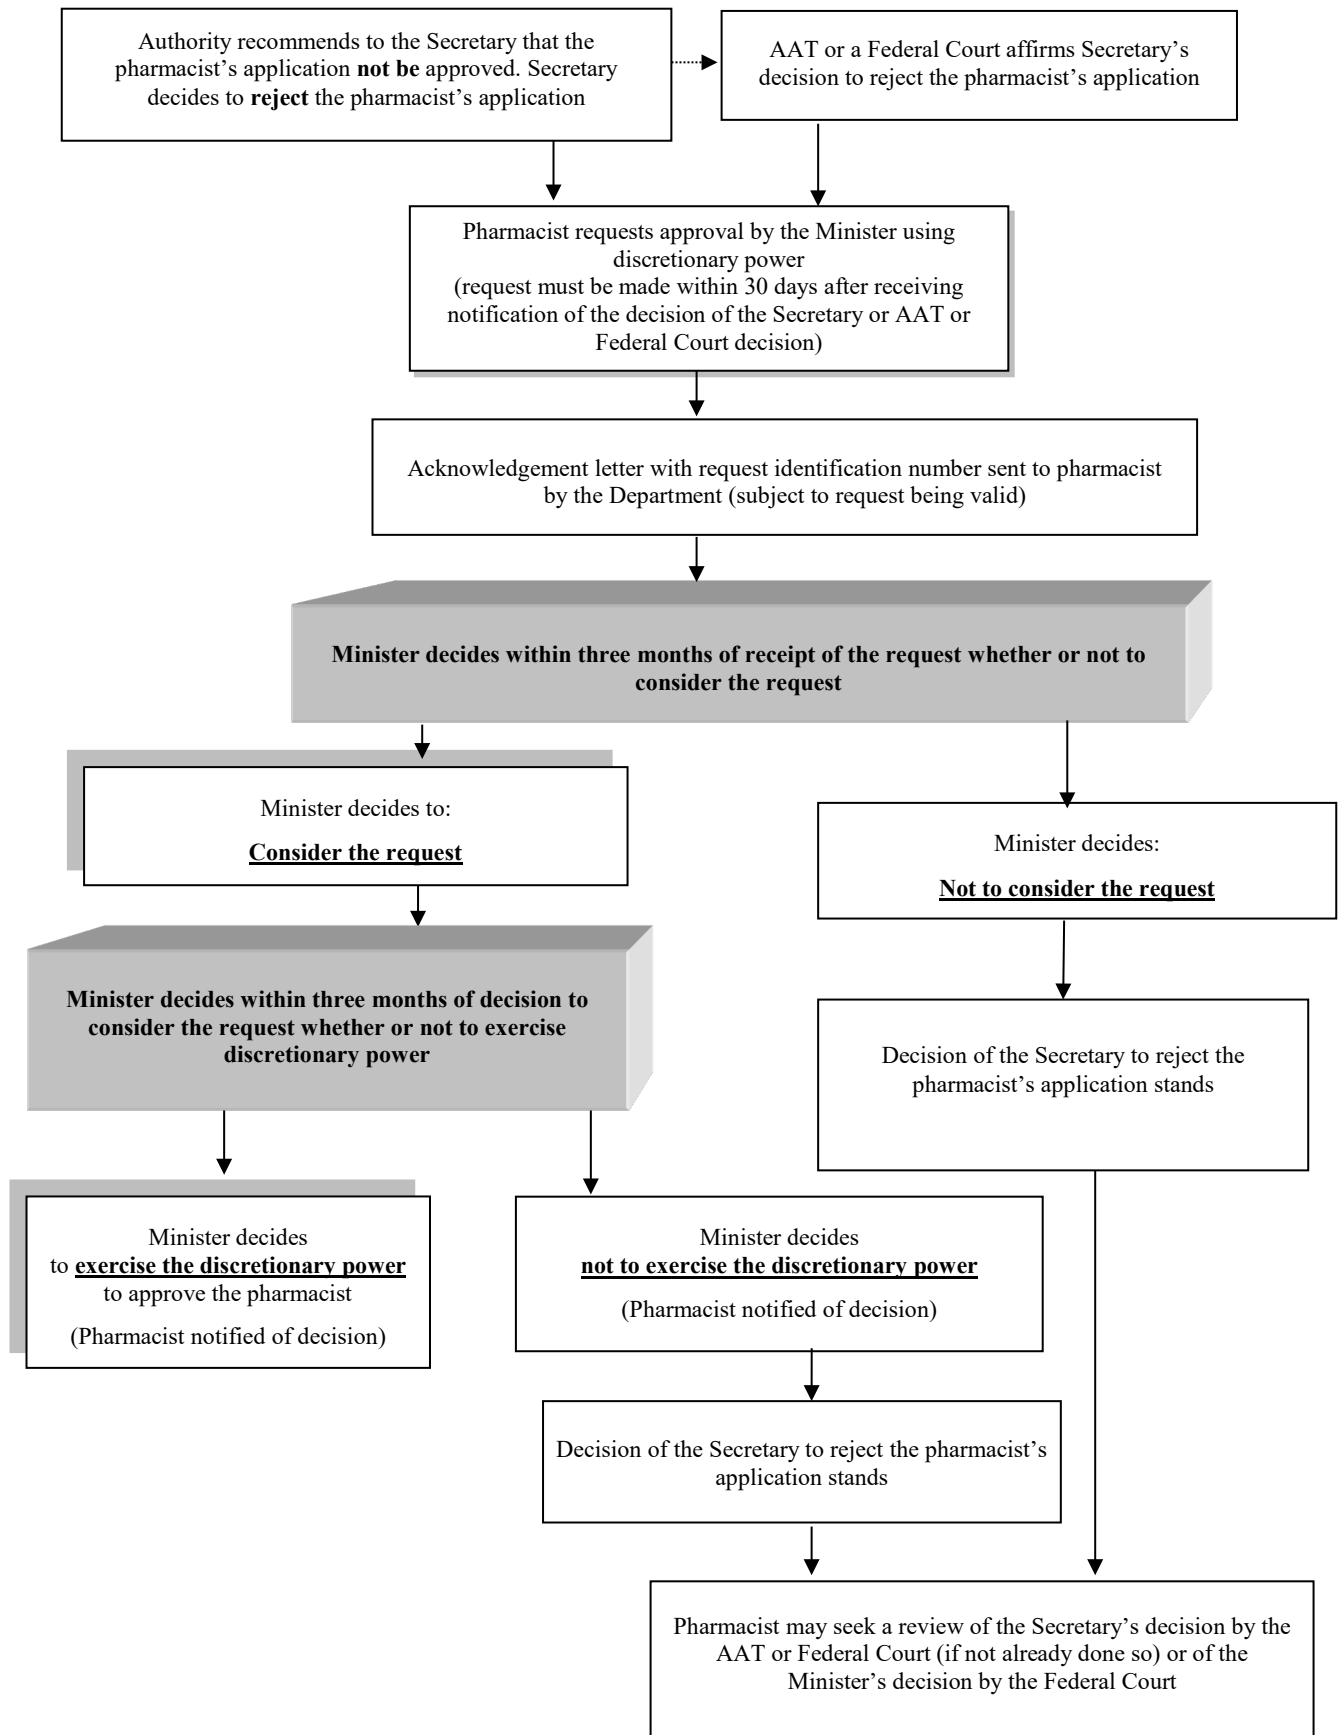 Authority recommends to the Secretary that the
pharmacist’s application not be approved. Secretary
decides to reject the pharmacist’s application
AAT or a Federal Court affirms Secretary’s
decision to reject the pharmacist’s application
Pharmacist requests approval by the Minister using
discretionary power
(request must be made within 30 days after receiving
notification of the decision of the Secretary or AAT or
Federal Court decision)
Acknowledgement letter with request identification number sent to pharmacist
by the Department (subject to request being valid)
Minister decides within three months of receipt of the request whether or not to
consider the request
Minister decides to:
Consider the request
Minister decides:
Not to consider the request
Minister decides within three months of decision to
consider the request whether or not to exercise
discretionary power
Decision of the Secretary to reject the
pharmacist’s application stands
Minister decides
to exercise the discretionary power
to approve the pharmacist
(Pharmacist notified of decision)
Minister decides
not to exercise the discretionary power
(Pharmacist notified of decision)
Decision of the Secretary to reject the pharmacist’s
application stands
Pharmacist may seek a review of the Secretary’s decision by the
AAT or Federal Court (if not already done so) or of the
Minister’s decision by the Federal Court